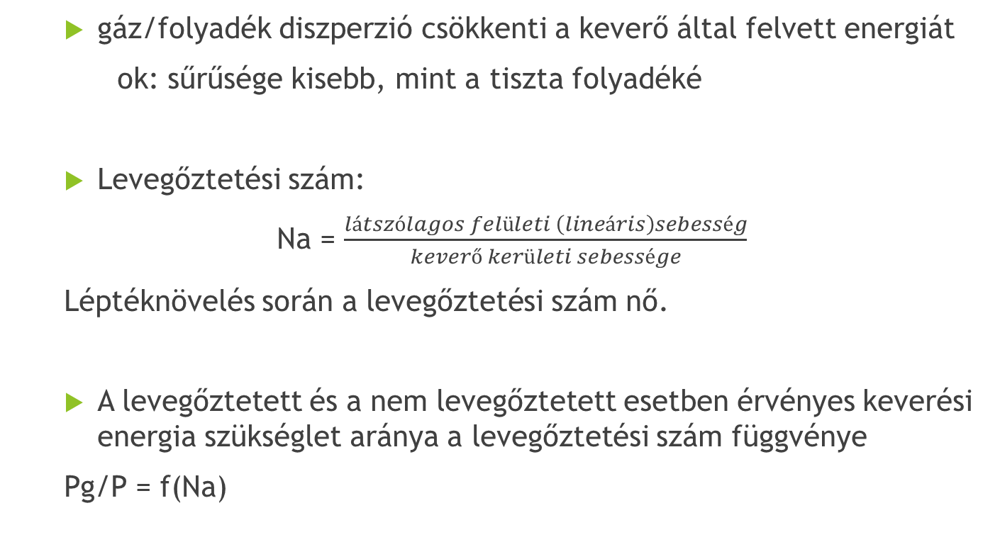 gáz/folyadék diszperzió csökkenti a keverő által felvett energiát
ok: sűrűsége kisebb, mint a tiszta folyadéké
Levegőztetési szám:
Na = látszólagos felületi (lineáris)sebesség
keverő kerületi sebessége
Léptéknövelés során a levegőztetési szám nő.
A levegőztetett és a nem levegőztetett esetben érvényes keverési
energia szükséglet aránya a levegőztetési szám függvénye
Pg/P = f(Na)